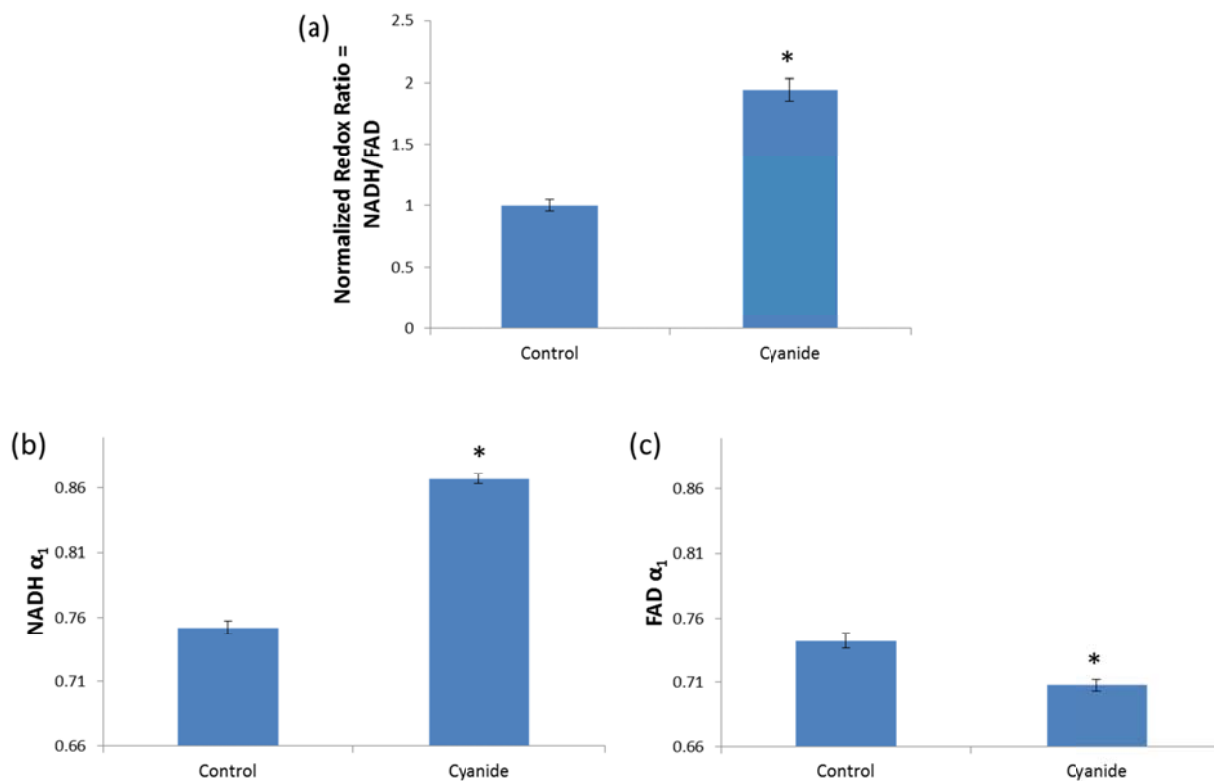 (a)
Normalized Redox Ratio =
NADH/FAD
2.5
2
1.5
1
0.5
0
*
Control
Cyanide
(b)
NADH α₁
0.86
0.81
0.76
0.71
0.66
*
Control
Cyanide
(c)
FAD α₁
0.86
0.81
0.76
0.71
0.66
*
Control
Cyanide